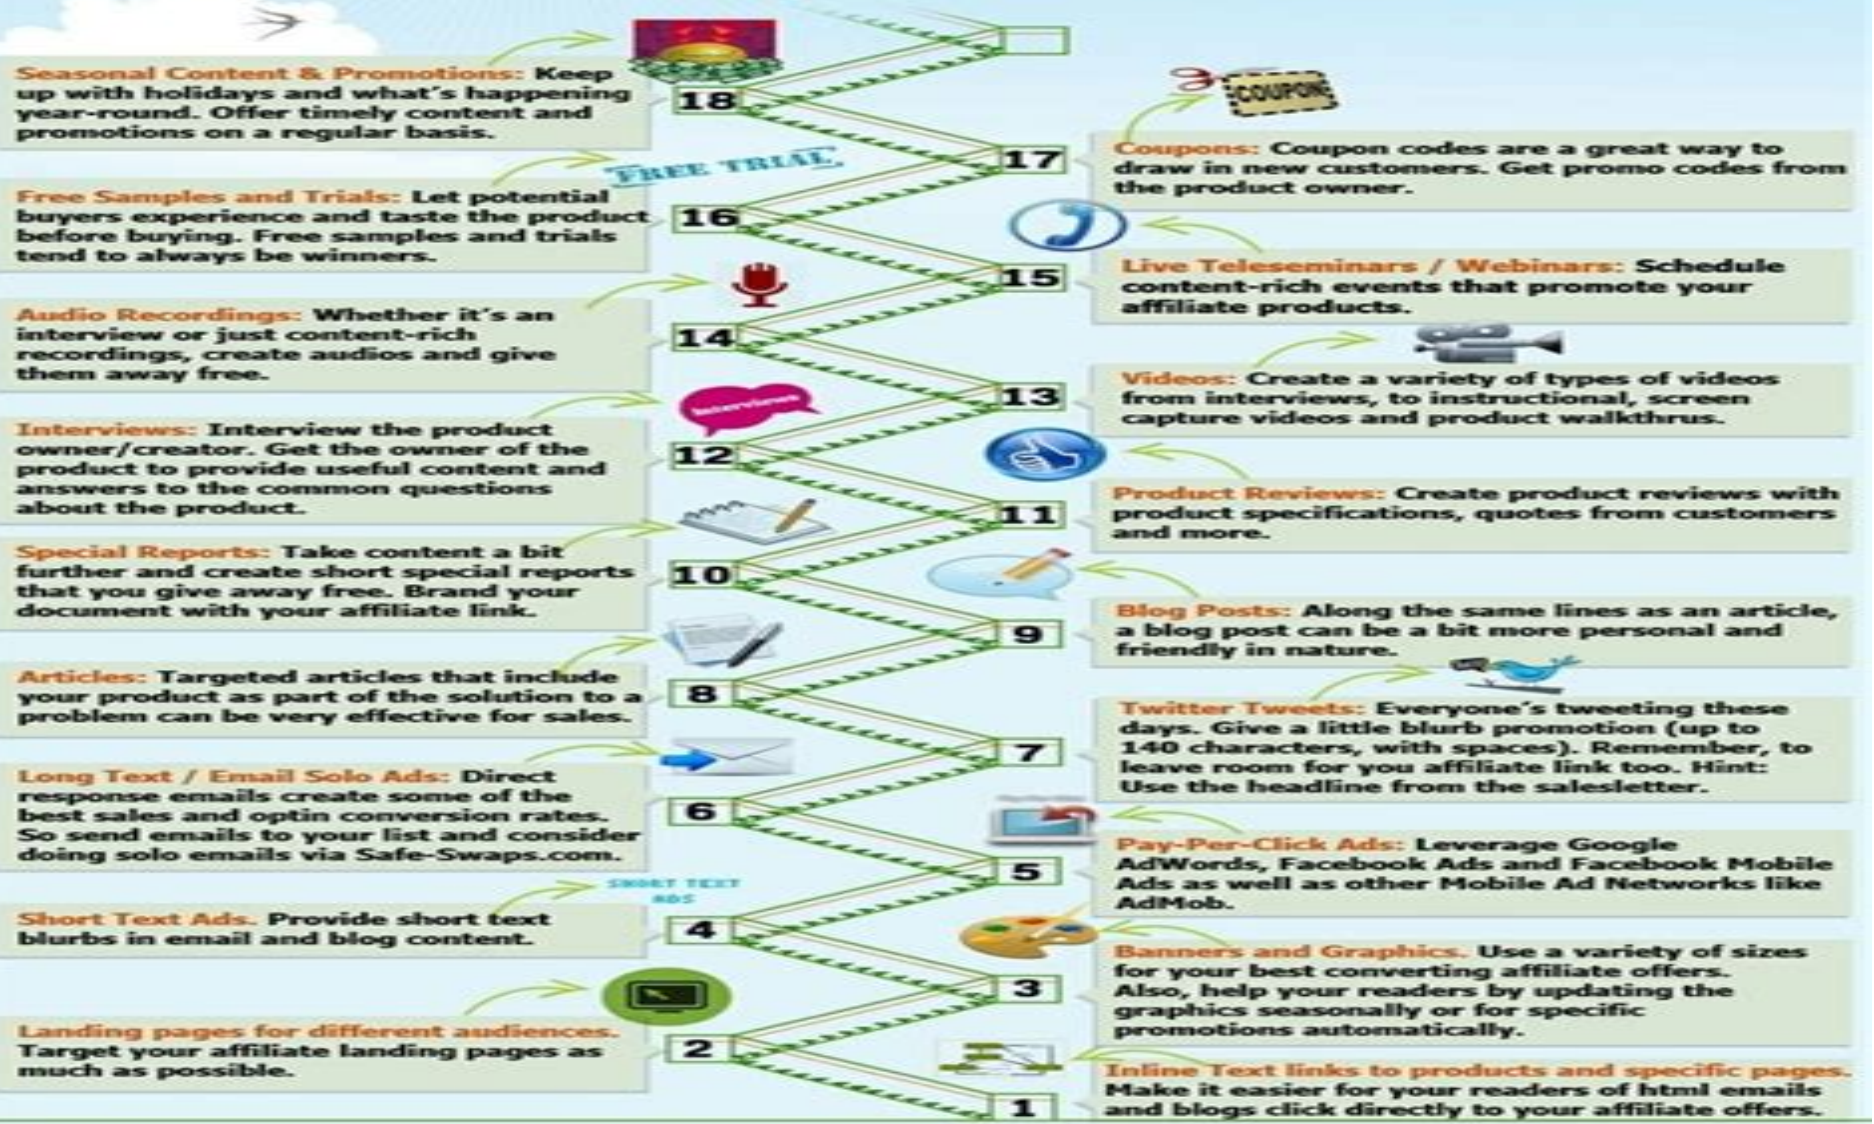 Seasonal Content & Promotions: Keep
up with holidays and what's happening
year-round. Offer timely content and
promotions on a regular basis.
18
COUPON
17
Coupons: Coupon codes are a great way to
draw in new customers. Get promo codes from
the product owner.
FREE TRIAL
Free Samples and Trials: Let potential
buyers experience and taste the product
before buying. Free samples and trials
tend to always be winners.
16
15
Live Teleseminars / Webinars: Schedule
content-rich events that promote your
affiliate products.
Audio Recordings: Whether it's an
interview or just content-rich
recordings, create audios and give
them away free.
14
13
Videos: Create a variety of types of videos
from interviews, to instructional, screen
capture videos and product walkthrus.
Interviews
Interviews: Interview the product
owner/creator. Get the owner of the
product to provide useful content and
answers to the common questions
about the product.
12
11
Product Reviews: Create product reviews with
product specifications, quotes from customers
and more.
Special Reports: Take content a bit
further and create short special reports
that you give away free. Brand your
document with your affiliate link.
10
9
Blog Posts: Along the same lines as an article,
a blog post can be a bit more personal and
friendly in nature.
Articles: Targeted articles that include
your product as part of the solution to a
problem can be very effective for sales.
8
7
Twitter Tweets: Everyone's tweeting these
days. Give a little blurb promotion (up to
140 characters, with spaces). Remember, to
leave room for you affiliate link too. Hint:
Use the headline from the salesletter.
Long Text / Email Solo Ads: Direct
response emails create some of the
best sales and optin conversion rates.
So send emails to your list and consider
doing solo emails via Safe-Swaps.com.
6
5
Pay-Per-Click Ads: Leverage Google
AdWords, Facebook Ads and Facebook Mobile
Ads as well as other Mobile Ad Networks like
AdMob.
SHORT TEXT
ADS
Short Text Ads. Provide short text
blurbs in email and blog content.
4
3
Banners and Graphics. Use a variety of sizes
for your best converting affiliate offers.
Also, help your readers by updating the
graphics seasonally or for specific
promotions automatically.
Landing pages for different audiences.
Target your affiliate landing pages as
much as possible.
2
1
Inline Text links to products and specific pages.
Make it easier for your readers of html emails
and blogs click directly to your affiliate offers.